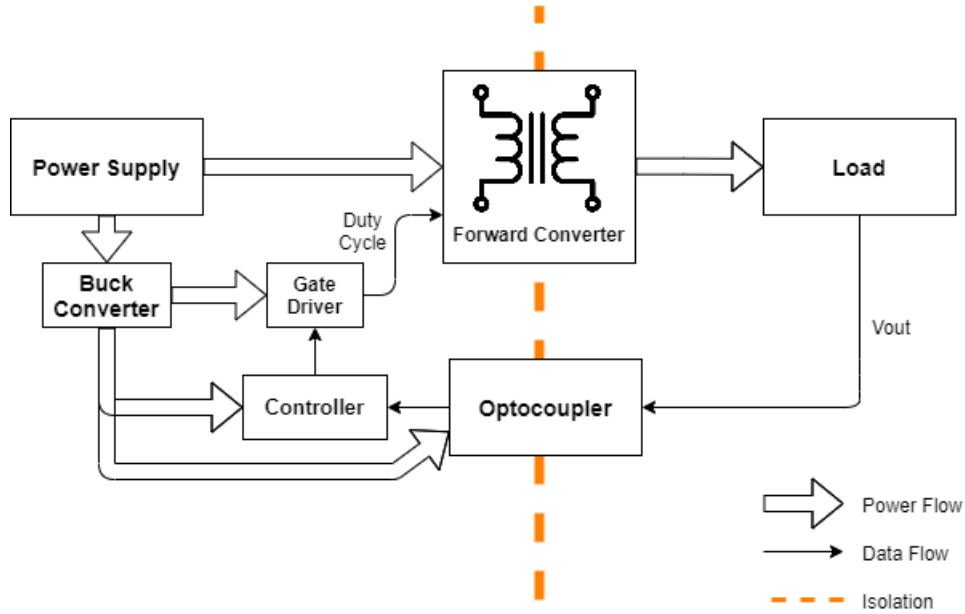 Power Supply
Forward Converter
Load
Duty
Cycle
Buck
Converter
Gate
Driver
Vout
Controller
Optocoupler
Power Flow
Data Flow
Isolation